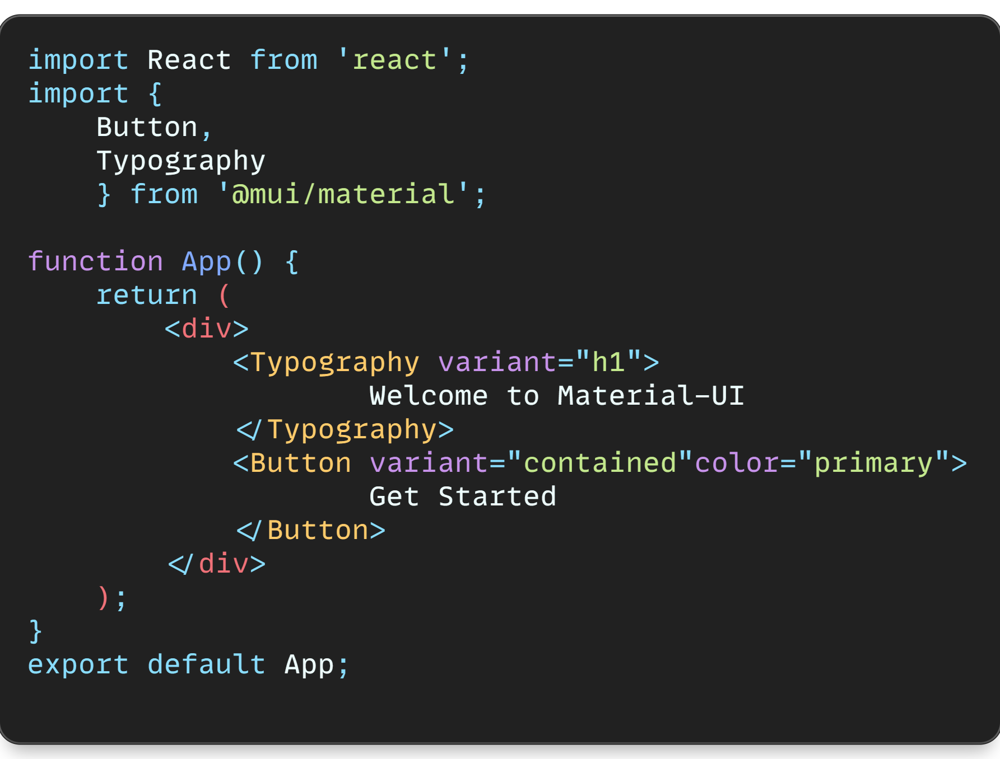 import React from 'react';
import {
    Button,
    Typography
    } from '@mui/material';

function App() {
    return (
        <div>
            <Typography variant="h1">
                    Welcome to Material-UI
            </Typography>
            <Button variant="contained"color="primary">
                    Get Started
            </Button>
        </div>
    );
}
export default App;